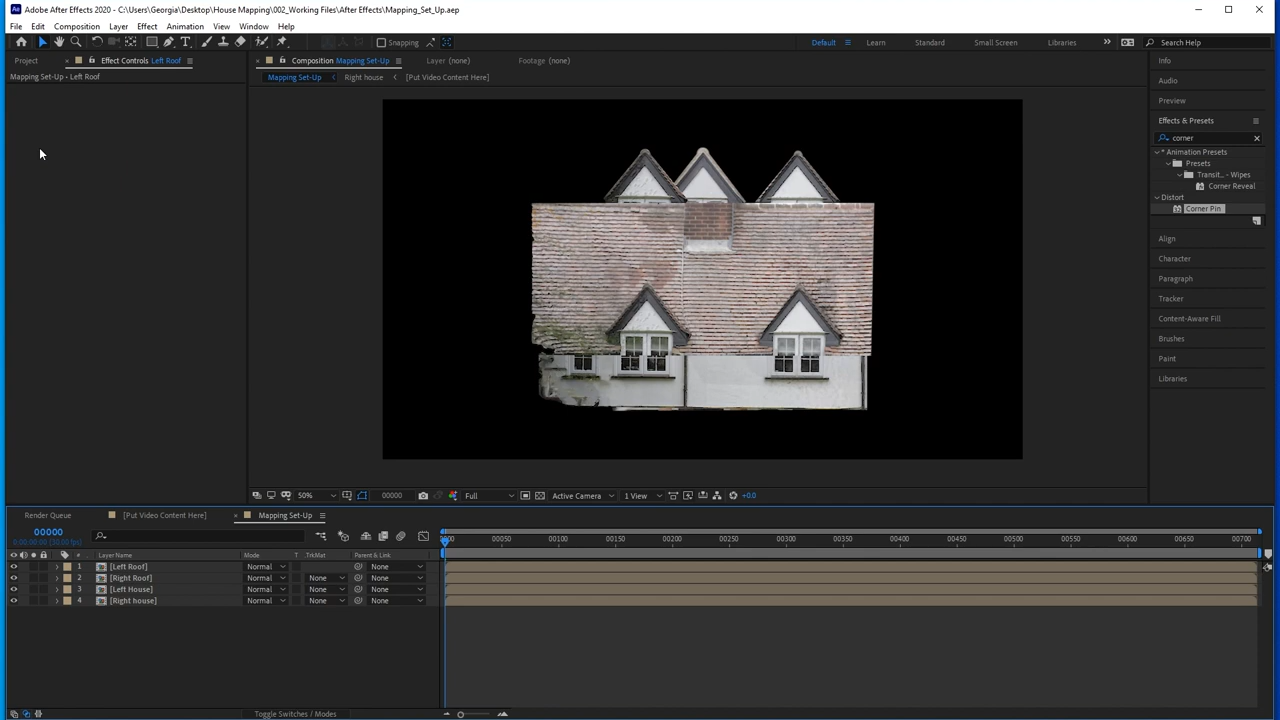 Adobe After Effects 2020 - C:\Users\Georgia\Desktop\House Mapping\002_Working Files\After Effects\Mapping_Set_Up.aep
File Edit Composition Layer Effect Animation View Window Help
Snapping Default Learn Standard Small Screen Libraries Search Help
Project Effect Controls Left Roof Composition Mapping Set-Up Layer (none) Footage (none) Info
Mapping Set-Up • Left Roof Mapping Set-Up Right house [Put Video Content Here] Audio
Preview
Effects & Presets
corner
* Animation Presets
Presets
Transit... - Wipes
Corner Reveal
Distort
Corner Pin
Align
Character
Paragraph
Tracker
Content-Aware Fill
Brushes
Paint
Libraries
50% 00000 Full Active Camera 1 View +0.0
Render Queue [Put Video Content Here] Mapping Set-Up
00000
0:00:00:00 (30.00 fps)
00050 00100 00150 00200 00250 00300 00350 00400 00450 00500 00550 00600 00650 00700
# Layer Name Mode T TrkMat Parent & Link
1 [Left Roof] Normal None
2 [Right Roof] Normal None None
3 [Left House] Normal None None
4 [Right house] Normal None None
Toggle Switches / Modes